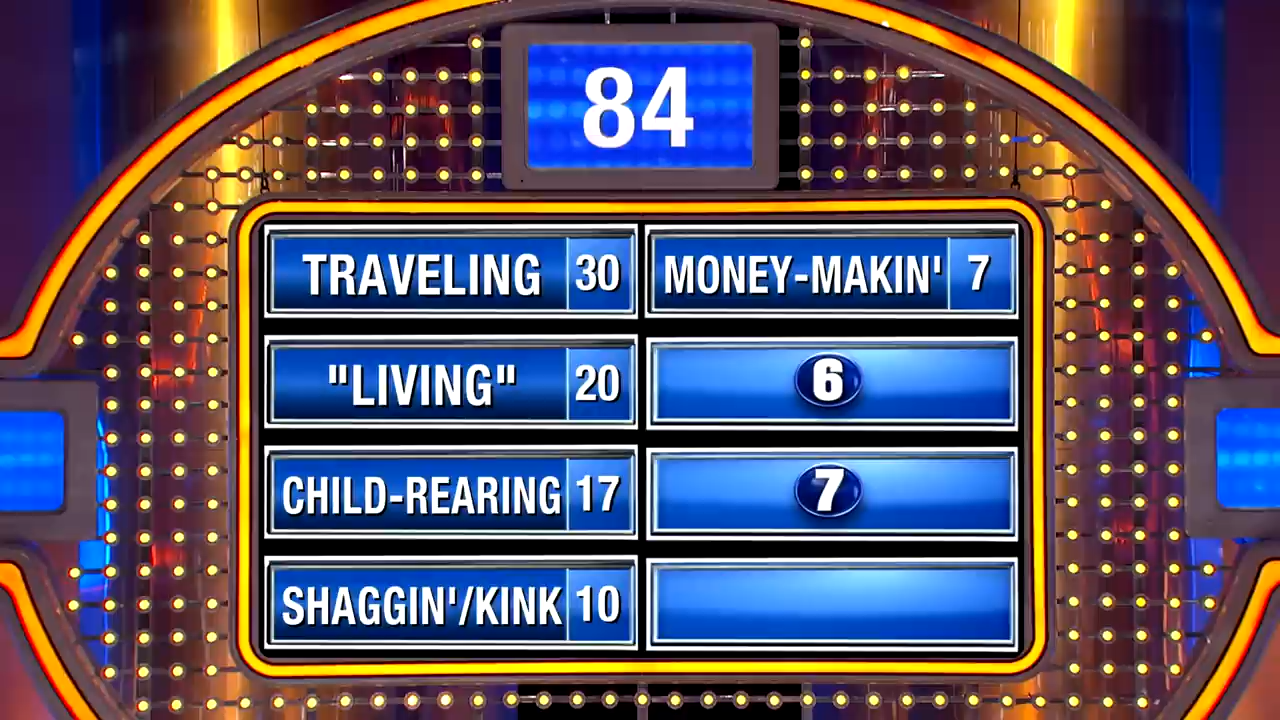 84
TRAVELING 30
"LIVING" 20
CHILD-REARING 17
SHAGGIN'/KINK 10
MONEY-MAKIN' 7
6
7